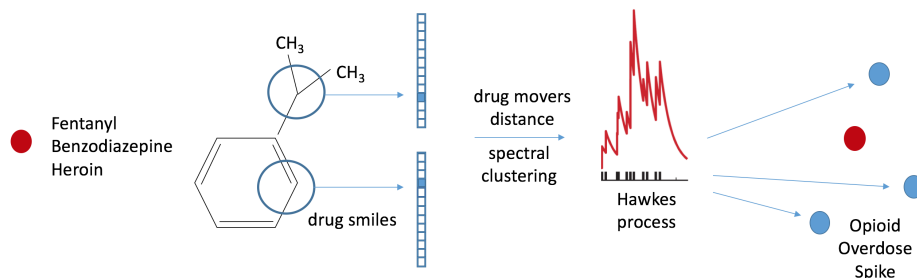 Fentanyl
Benzodiazepine
Heroin
CH3
CH3
drug smiles
drug movers
distance
spectral
clustering
Hawkes
process
Opioid
Overdose
Spike